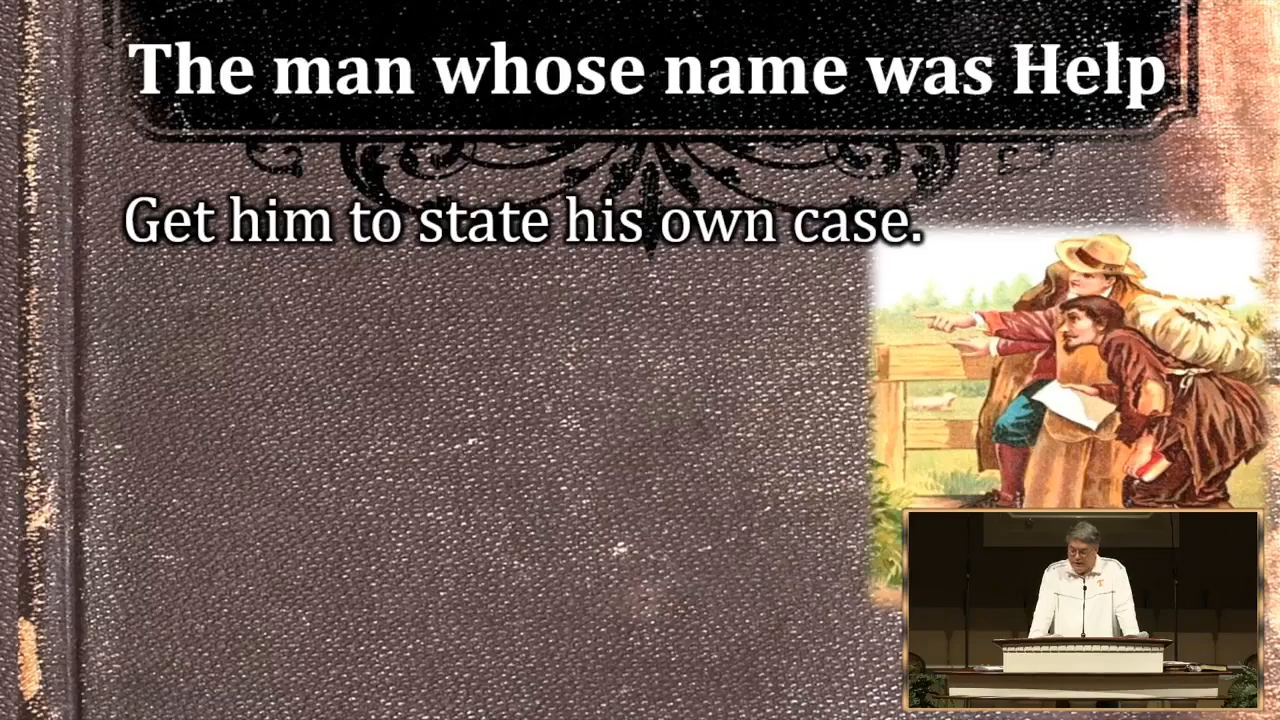 The man whose name was Help
Get him to state his own case.